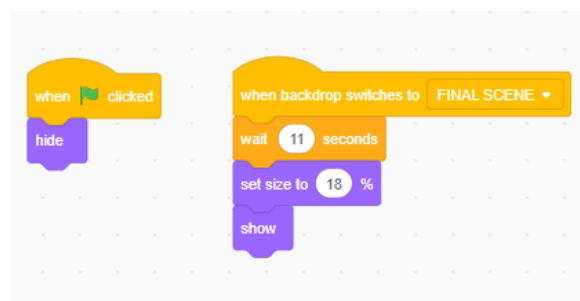 when clicked
hide
when backdrop switches to FINAL SCENE
wait 11 seconds
set size to 18 %
show